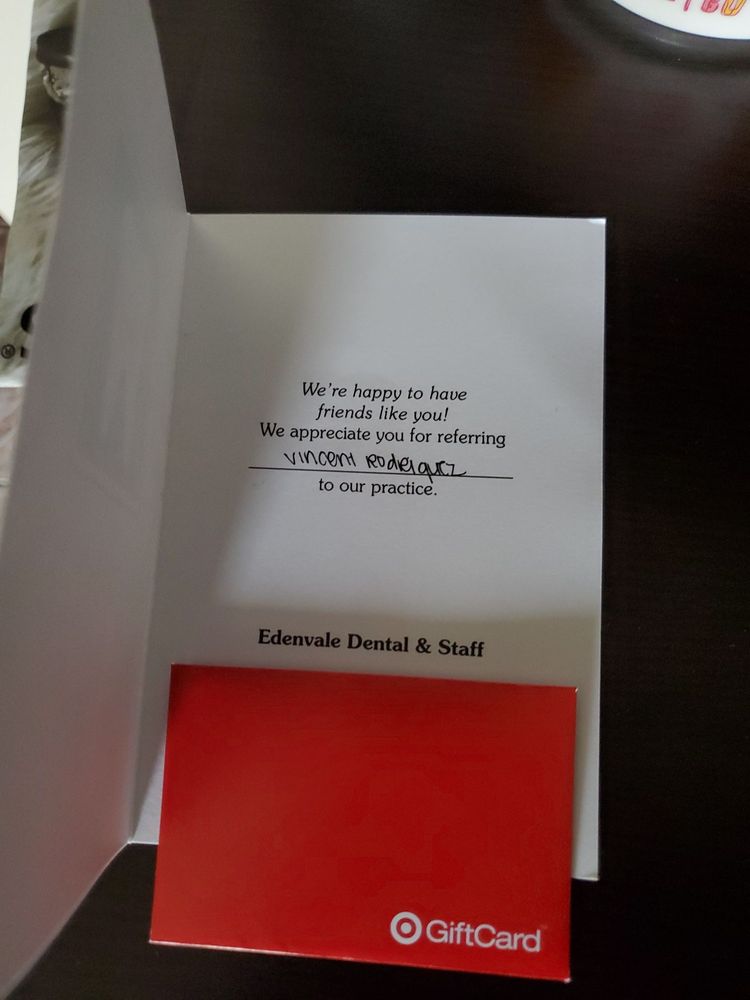 We're happy to have
friends like you!
We appreciate you for referring
Vincent Rodriguez
to our practice.
Edenvale Dental & Staff
GiftCard